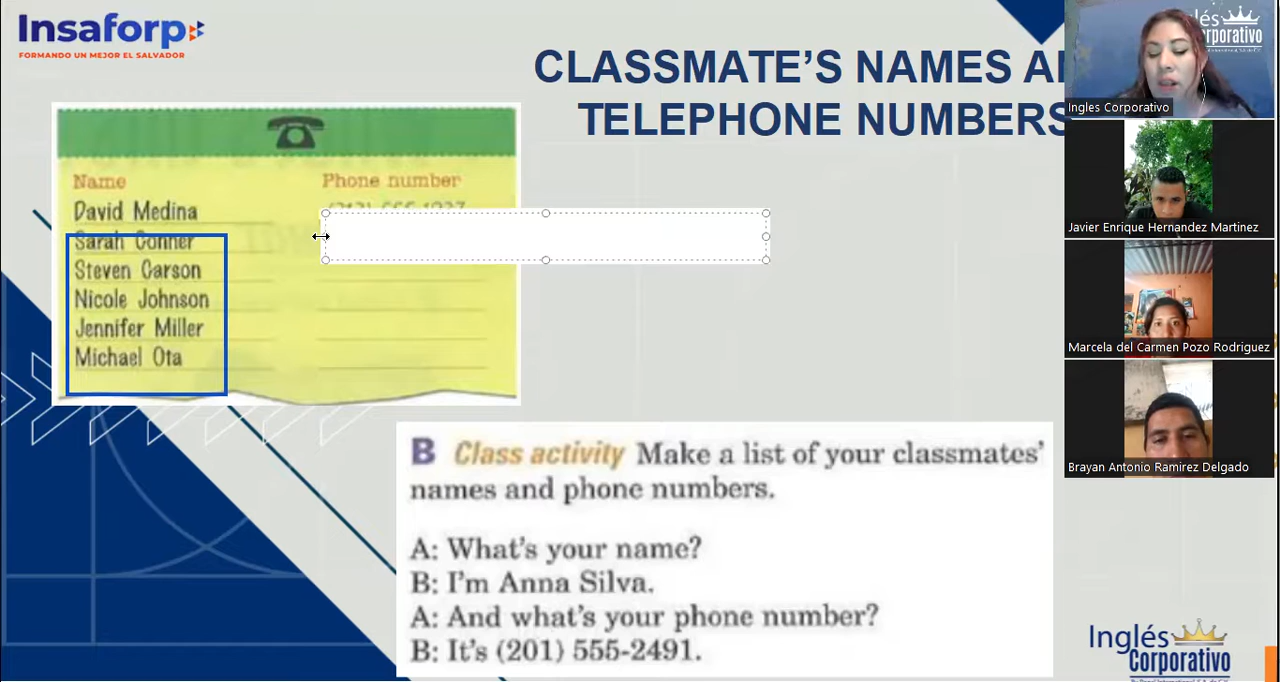 Insaforp
FORMANDO UN MEJOR EL SALVADOR
CLASSMATE'S NAMES
TELEPHONE NUMBERS
Name Phone number
David Medina
Sarah Conner
Steven Carson
Nicole Johnson
Jennifer Miller
Michael Ota
B Class activity Make a list of your classmates'
names and phone numbers.
A: What's your name?
B: I'm Anna Silva.
A: And what's your phone number?
B: It's (201) 555-2491.
Ingles Corporativo
Javier Enrique Hernandez Martinez
Marcela del Carmen Pozo Rodriguez
Brayan Antonio Ramirez Delgado
Inglés
Corporativo